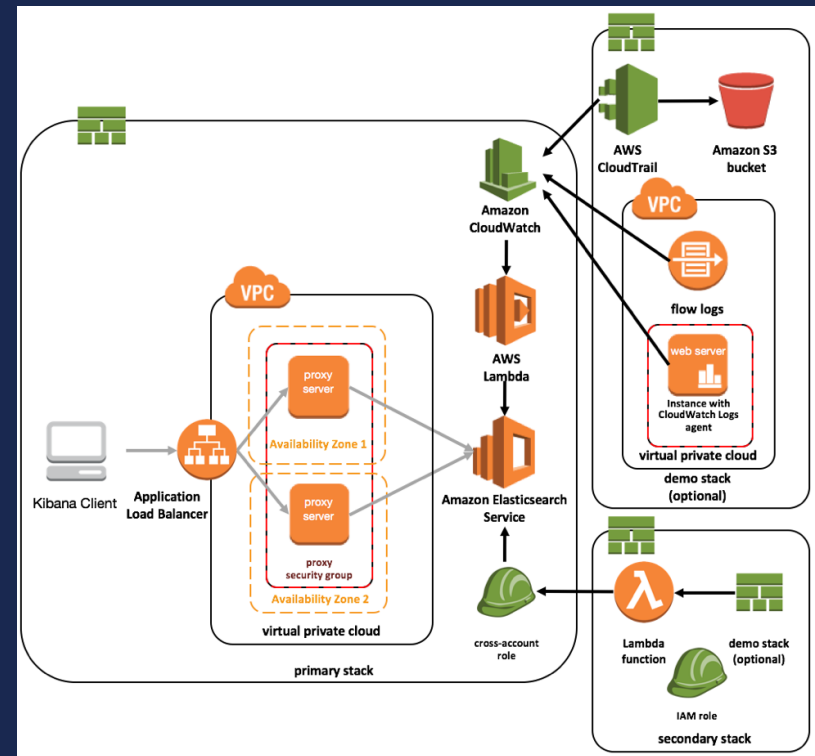 AWS
CloudTrail
Amazon S3
bucket
Amazon
CloudWatch
VPC
flow logs
web server
Instance with
CloudWatch Logs
agent
virtual private cloud
demo stack
(optional)
VPC
AWS
Lambda
proxy
server
Availability Zone 1
Kibana Client
Application
Load Balancer
proxy
server
proxy
security group
Availability Zone 2
virtual private cloud
Amazon Elasticsearch
Service
cross-account
role
primary stack
λ
Lambda
function
demo stack
(optional)
IAM role
secondary stack